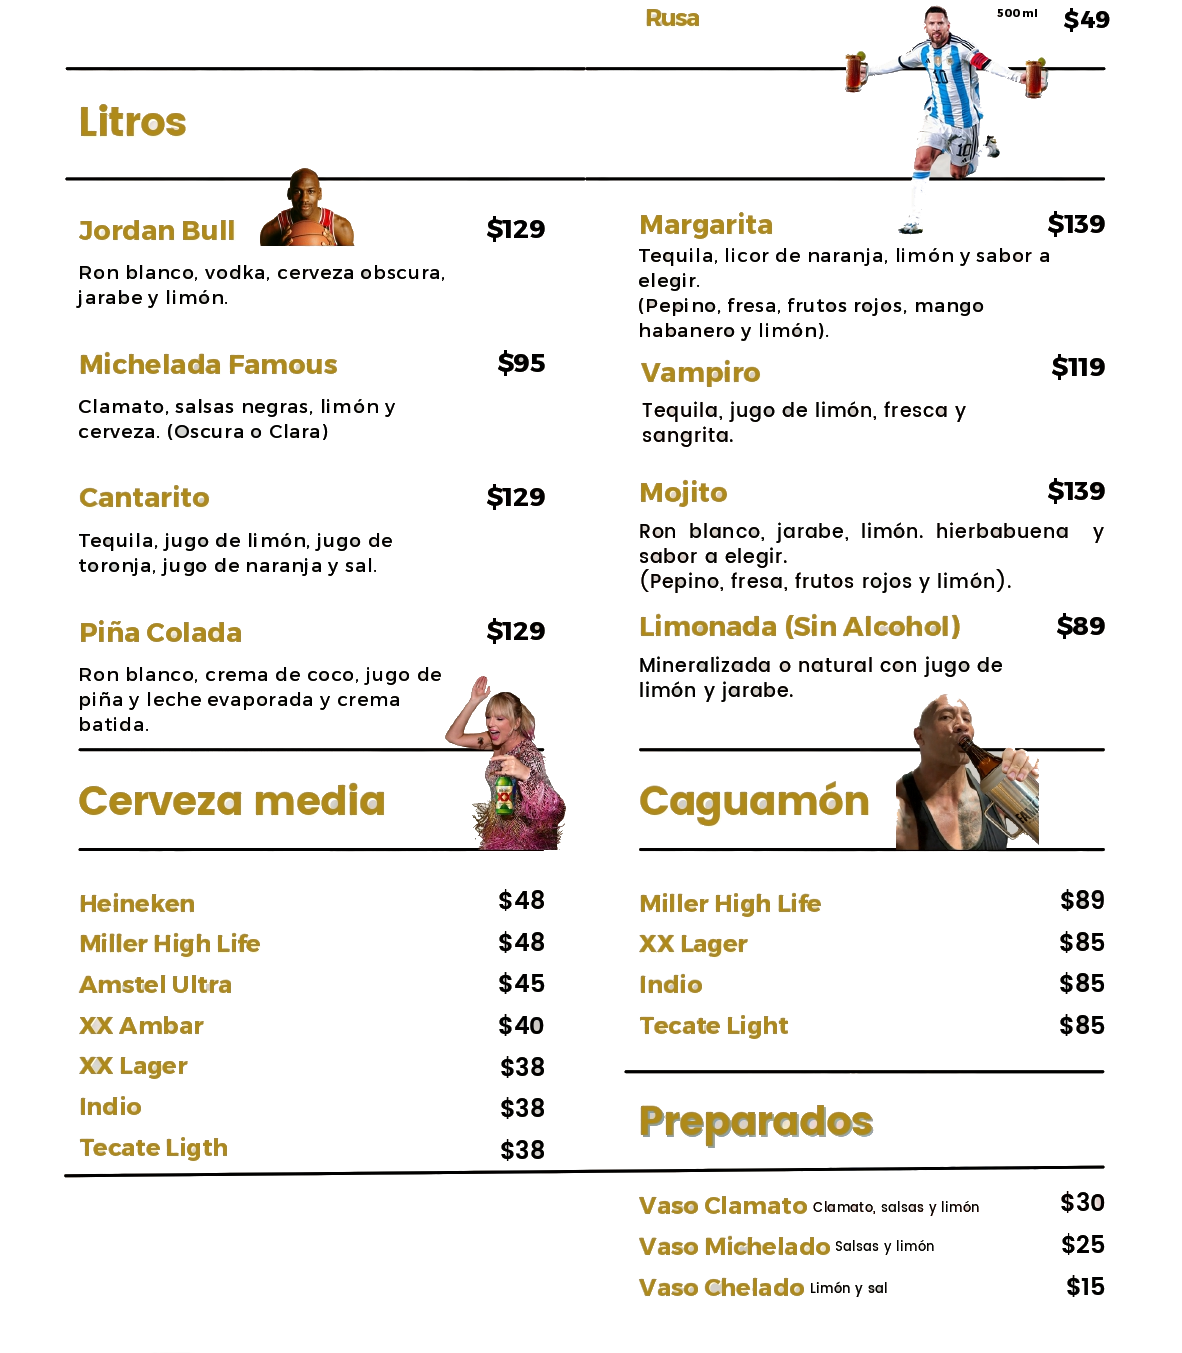 Rusa 500 ml $49
Litros
Jordan Bull $129
Ron blanco, vodka, cerveza obscura,
jarabe y limón.
Michelada Famous $95
Clamato, salsas negras, limón y
cerveza. (Oscura o Clara)
Cantarito $129
Tequila, jugo de limón, jugo de
toronja, jugo de naranja y sal.
Piña Colada $129
Ron blanco, crema de coco, jugo de
piña y leche evaporada y crema
batida.
Margarita $139
Tequila, licor de naranja, limón y sabor a
elegir.
(Pepino, fresa, frutos rojos, mango
habanero y limón).
Vampiro $119
Tequila, jugo de limón, fresca y
sangrita.
Mojito $139
Ron blanco, jarabe, limón. hierbabuena y
sabor a elegir.
(Pepino, fresa, frutos rojos y limón).
Limonada (Sin Alcohol) $89
Mineralizada o natural con jugo de
limón y jarabe.
Cerveza media
Heineken $48
Miller High Life $48
Amstel Ultra $45
XX Ambar $40
XX Lager $38
Indio $38
Tecate Ligth $38
Caguamón
Miller High Life $89
XX Lager $85
Indio $85
Tecate Light $85
Preparados
Vaso Clamato Clamato, salsas y limón $30
Vaso Michelado Salsas y limón $25
Vaso Chelado Limón y sal $15
10
10
XX